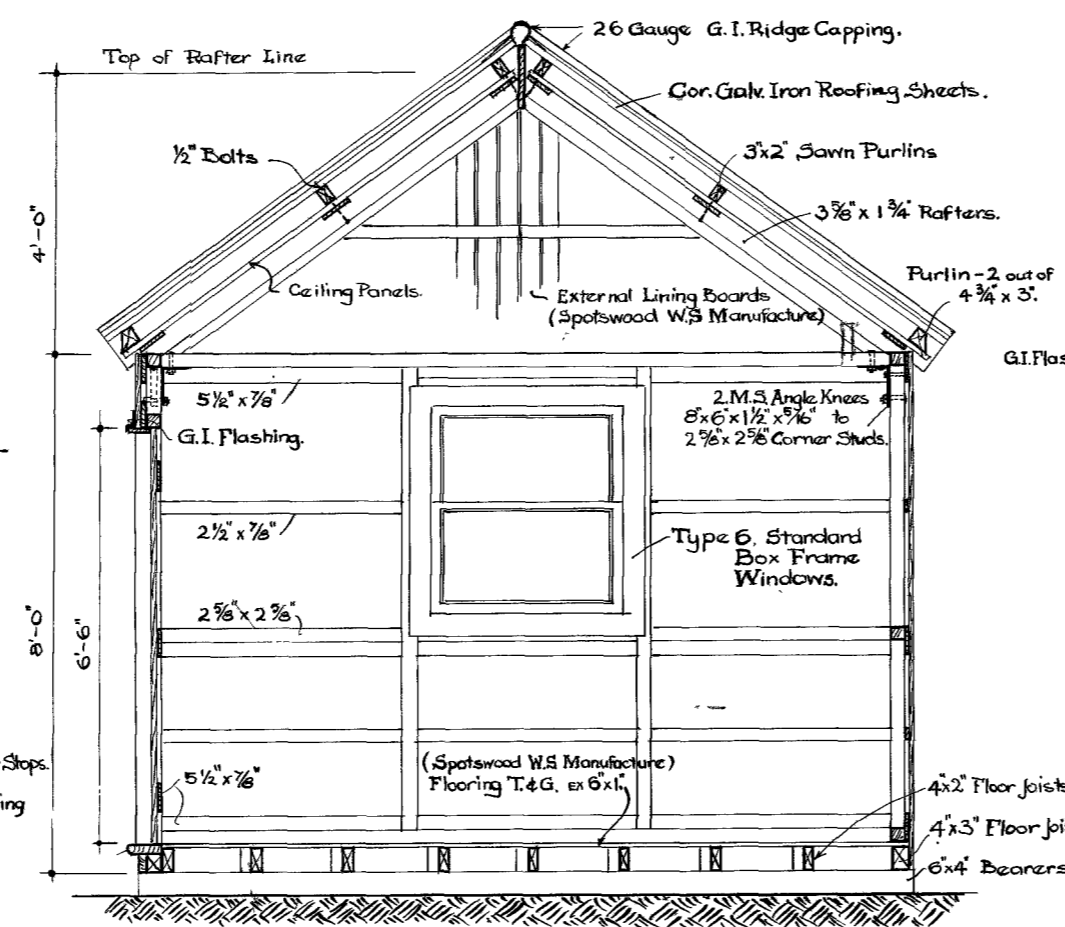 26 Gauge G.I. Ridge Capping.
Top of Rafter Line
Cor. Galv. Iron Roofing Sheets.
½" Bolts
3"x2" Sawn Purlins
3⅝" x 1¾" Rafters.
4'-0"
Purlin - 2 out of
4¾" x 3".
Ceiling Panels.
External Lining Boards
(Spotswood W.S Manufacture)
G.I. Flas
5½" x ⅞"
2. M.S. Angle Knees
8"x 6"x 1½" x 5/16" to
2⅝"x 2⅝" Corner Studs.
G.I. Flashing.
2½" x ⅞"
Type 6. Standard
Box Frame
Windows.
2⅝" x 2⅝"
8'-0"
6'-6"
Stops.
ing
5½" x ⅞"
(Spotswood W.S Manufacture)
Flooring T.&G. ex 6"x1".
4"x2" Floor Joists
4"x3" Floor Joi
6"x4" Bearers